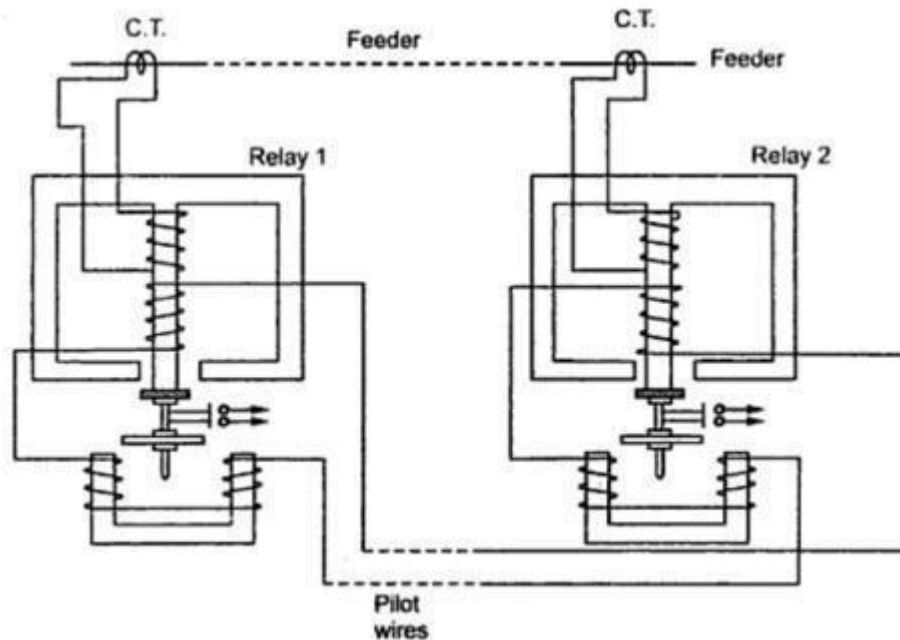 C.T.
C.T.
Feeder
Feeder
Relay 1
Relay 2
Pilot
wires